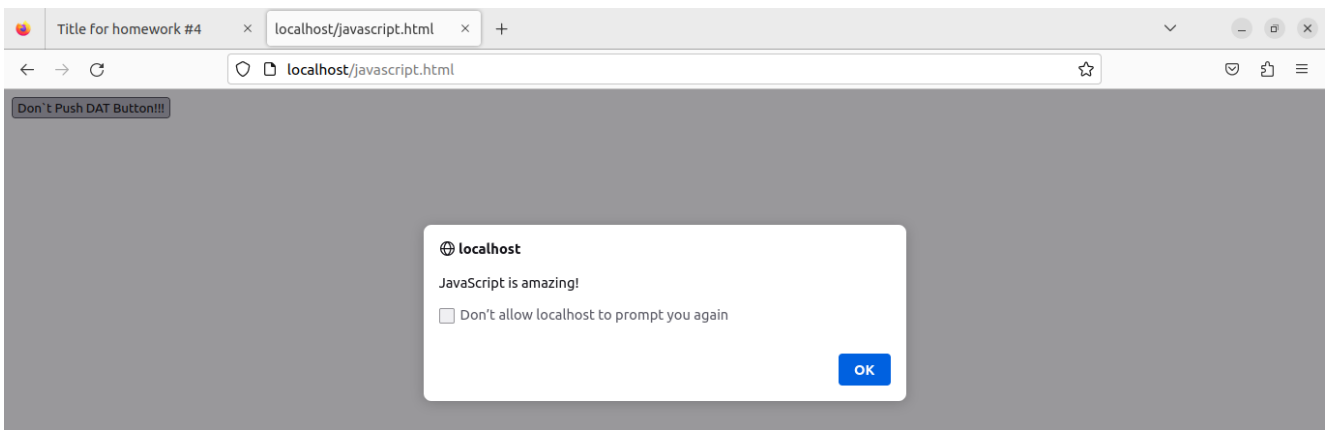 Title for homework #4
localhost/javascript.html
localhost/javascript.html
Don`t Push DAT Button!!!
localhost
JavaScript is amazing!
Don't allow localhost to prompt you again
OK